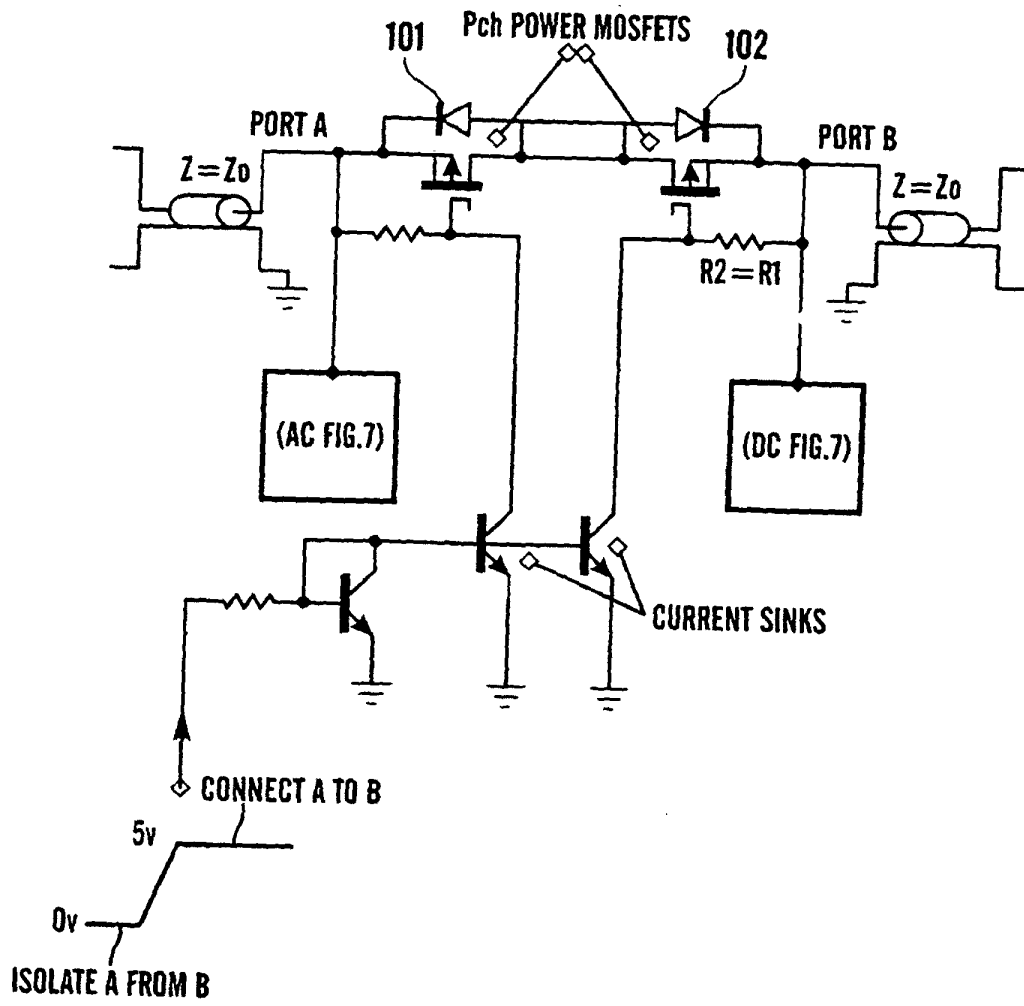 Pch POWER MOSFETS
101
102
PORT A
PORT B
Z=Zo
Z=Zo
R2=R1
(AC FIG.7)
(DC FIG.7)
CURRENT SINKS
CONNECT A TO B
5v
0v
ISOLATE A FROM B